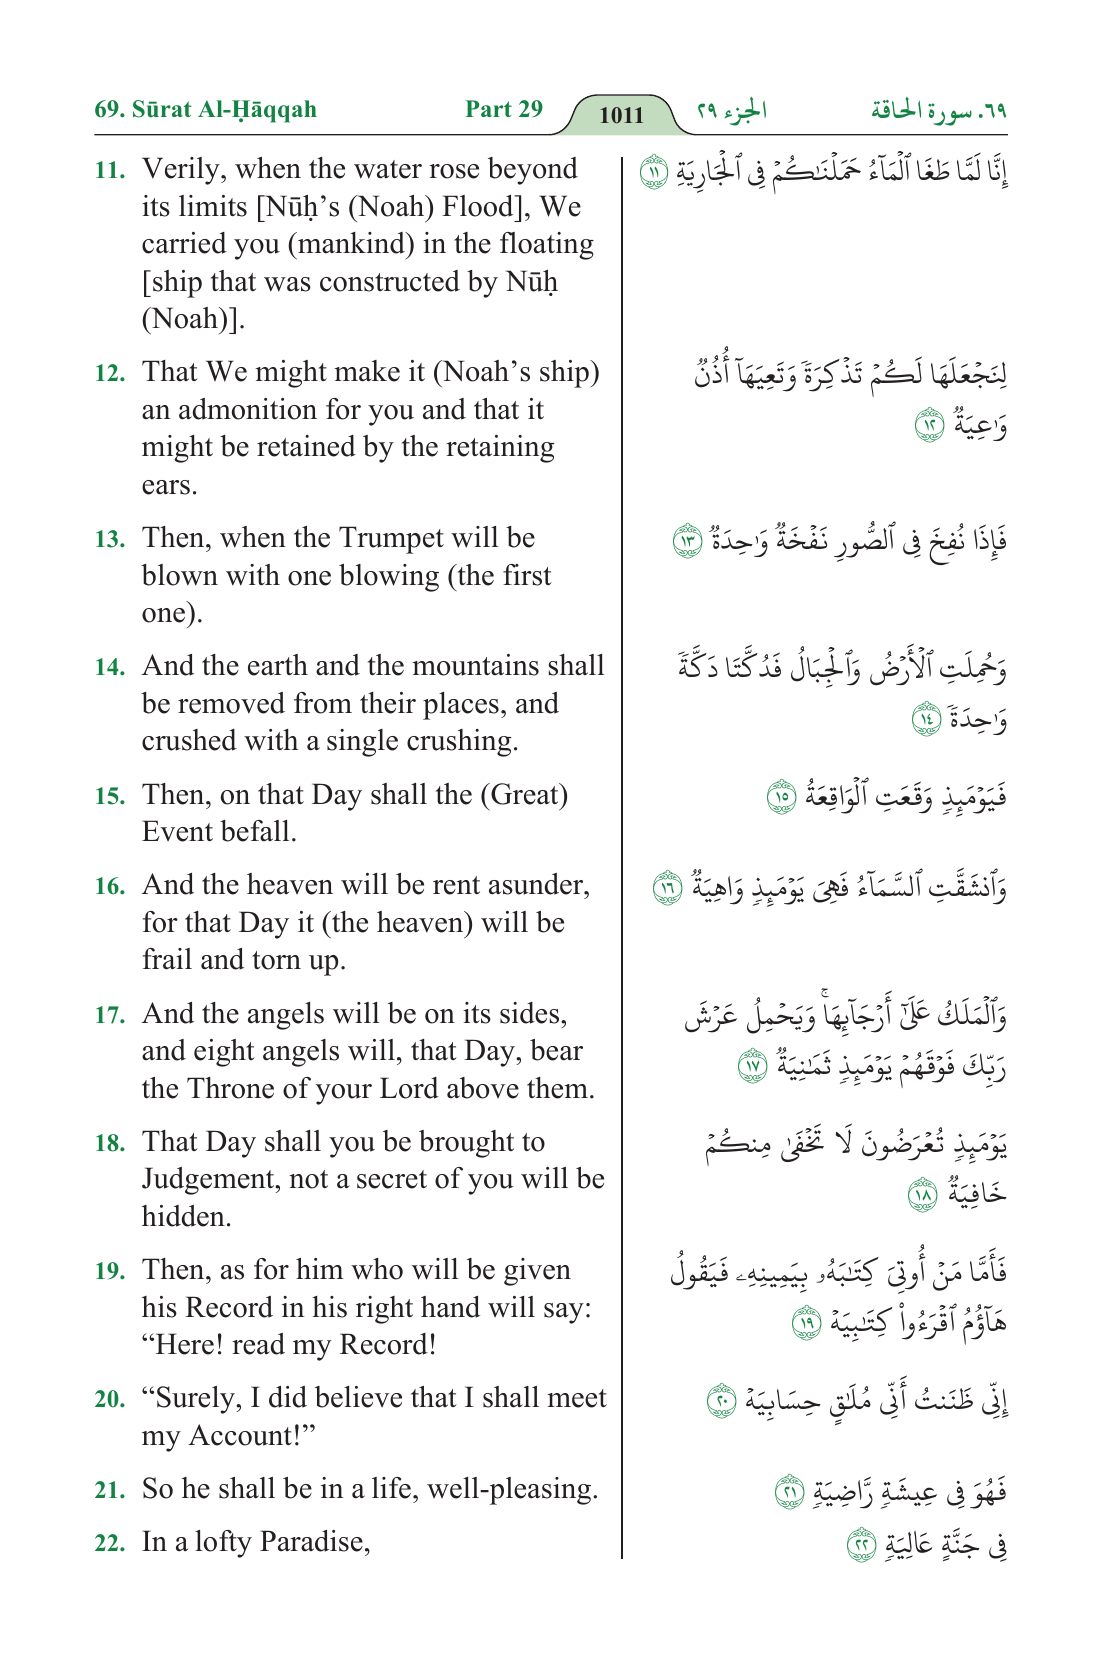 69. Sūrat Al-Ḥāqqah Part 29 1011 الجزء ٢٩ ٦٩. سورة الحاقة
11. Verily, when the water rose beyond
its limits [Nūḥ’s (Noah) Flood], We
carried you (mankind) in the floating
[ship that was constructed by Nūḥ
(Noah)].
12. That We might make it (Noah’s ship)
an admonition for you and that it
might be retained by the retaining
ears.
13. Then, when the Trumpet will be
blown with one blowing (the first
one).
14. And the earth and the mountains shall
be removed from their places, and
crushed with a single crushing.
15. Then, on that Day shall the (Great)
Event befall.
16. And the heaven will be rent asunder,
for that Day it (the heaven) will be
frail and torn up.
17. And the angels will be on its sides,
and eight angels will, that Day, bear
the Throne of your Lord above them.
18. That Day shall you be brought to
Judgement, not a secret of you will be
hidden.
19. Then, as for him who will be given
his Record in his right hand will say:
“Here! read my Record!
20. “Surely, I did believe that I shall meet
my Account!”
21. So he shall be in a life, well-pleasing.
22. In a lofty Paradise,
إِنَّا لَمَّا طَغَا ٱلۡمَآءُ حَمَلۡنَٰكُمۡ فِي ٱلۡجَارِيَةِ ١١
لِنَجۡعَلَهَا لَكُمۡ تَذۡكِرَةٗ وَتَعِيَهَآ أُذُنٞ
وَٰعِيَةٞ ١٢
فَإِذَا نُفِخَ فِي ٱلصُّورِ نَفۡخَةٞ وَٰحِدَةٞ ١٣
وَحُمِلَتِ ٱلۡأَرۡضُ وَٱلۡجِبَالُ فَدُكَّتَا دَكَّةٗ
وَٰحِدَةٗ ١٤
فَيَوۡمَئِذٖ وَقَعَتِ ٱلۡوَاقِعَةُ ١٥
وَٱنشَقَّتِ ٱلسَّمَآءُ فَهِيَ يَوۡمَئِذٖ وَاهِيَةٞ ١٦
وَٱلۡمَلَكُ عَلَىٰٓ أَرۡجَآئِهَاۚ وَيَحۡمِلُ عَرۡشَ
رَبِّكَ فَوۡقَهُمۡ يَوۡمَئِذٖ ثَمَٰنِيَةٞ ١٧
يَوۡمَئِذٖ تُعۡرَضُونَ لَا تَخۡفَىٰ مِنكُمۡ
خَافِيَةٞ ١٨
فَأَمَّا مَنۡ أُوتِيَ كِتَٰبَهُۥ بِيَمِينِهِۦ فَيَقُولُ
هَآؤُمُ ٱقۡرَءُواْ كِتَٰبِيَهۡ ١٩
إِنِّي ظَنَنتُ أَنِّي مُلَٰقٍ حِسَابِيَهۡ ٢٠
فَهُوَ فِي عِيشَةٖ رَّاضِيَةٖ ٢١
فِي جَنَّةٍ عَالِيَةٖ ٢٢